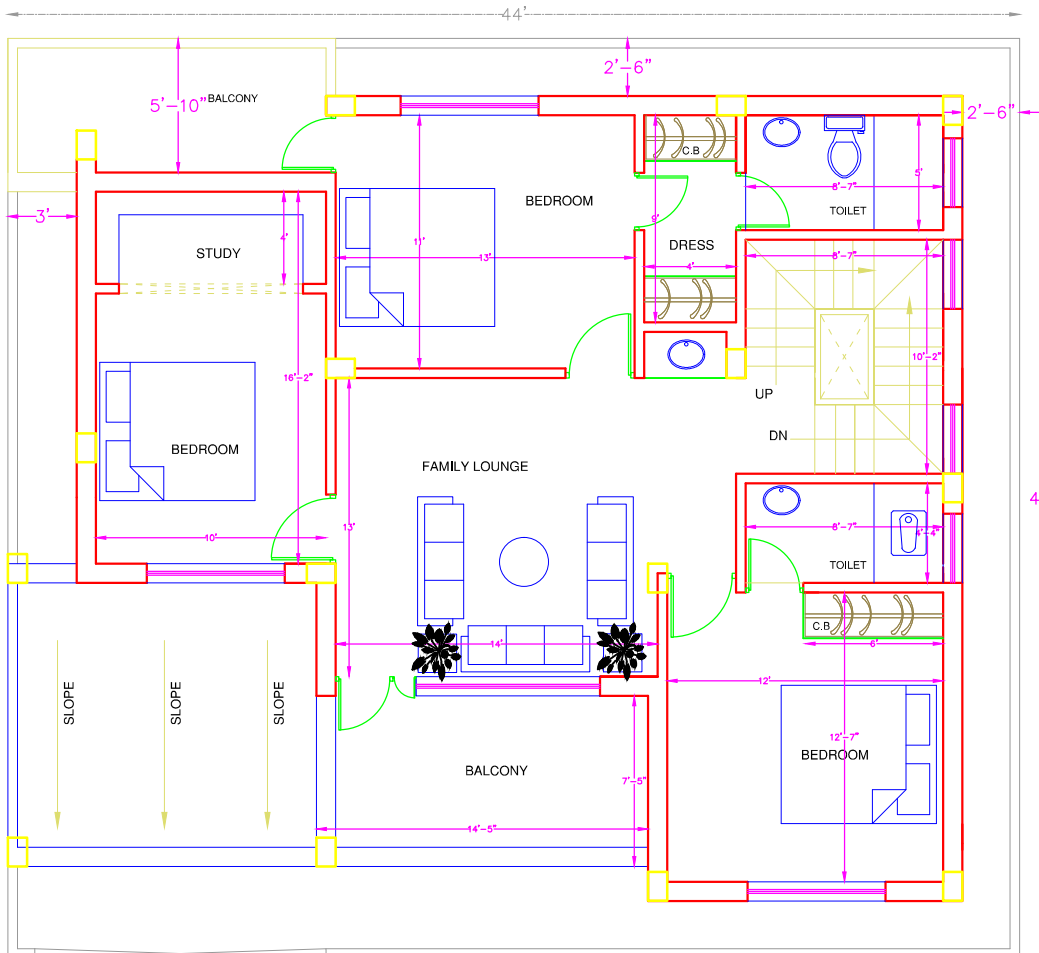 44'
2'-6"
5'-10"
BALCONY
2'-6"
C.B
BEDROOM
5'
8'-7"
TOILET
3'
4'
9'
STUDY
11'
DRESS
13'
4'
8'-7"
16'-2"
10'-2"
UP
BEDROOM
DN
FAMILY LOUNGE
4
13'
8'-7"
4'-4"
10'
TOILET
C.B
14'
6'
12'
SLOPE
SLOPE
SLOPE
12'-7"
BEDROOM
BALCONY
7'-5"
14'-5"